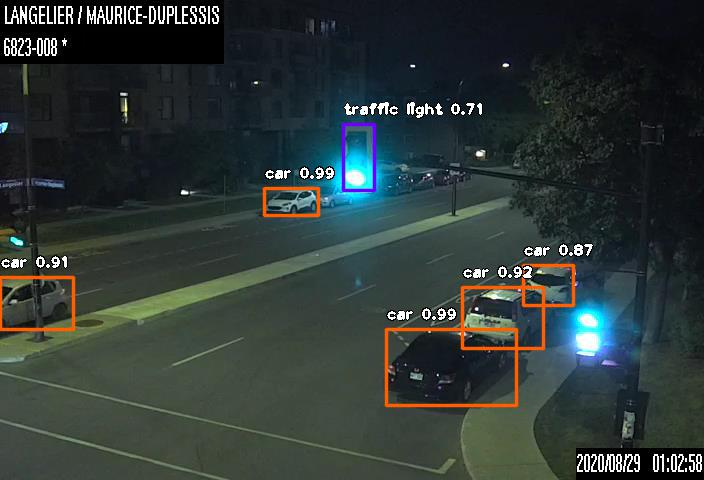 LANGELIER / MAURICE-DUPLESSIS
6823-008 *
traffic light 0.71
car 0.99
car 0.87
car 0.91
car 0.92
car 0.99
Langelier
2020/08/29 01:02:58